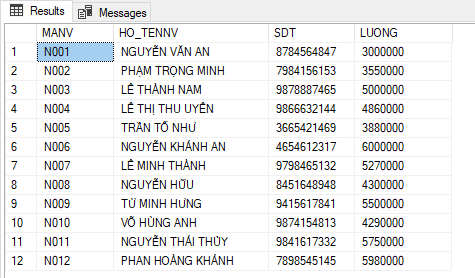 Results Messages
MANV HO_TENNV SDT LUONG
1 N001 NGUYỄN VĂN AN 8784564847 3000000
2 N002 PHẠM TRỌNG MINH 7984156153 3550000
3 N003 LÊ THÀNH NAM 9878887465 5000000
4 N004 LÊ THỊ THU UYÊN 9866632144 4860000
5 N005 TRẦN TỐ NHƯ 3665421469 3880000
6 N006 NGUYỄN KHÁNH AN 4654612317 6000000
7 N007 LÊ MINH THÀNH 9798465132 5270000
8 N008 NGUYỄN HỮU 8451648948 4300000
9 N009 TỪ MINH HƯNG 9415617841 5500000
10 N010 VÕ HÙNG ANH 9874154813 4290000
11 N011 NGUYỄN THÁI THỦY 9841617332 5750000
12 N012 PHAN HOÀNG KHÁNH 7898545145 5980000